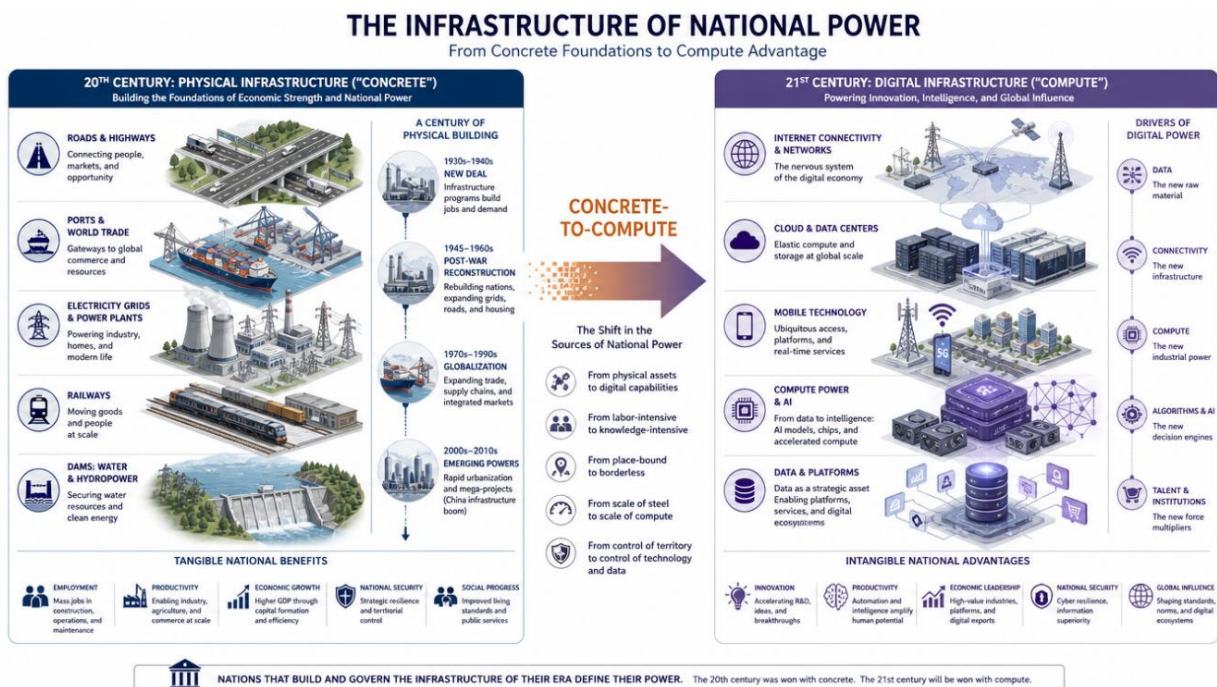 THE INFRASTRUCTURE OF NATIONAL POWER
From Concrete Foundations to Compute Advantage
20TH CENTURY: PHYSICAL INFRASTRUCTURE ("CONCRETE")
Building the Foundations of Economic Strength and National Power
ROADS & HIGHWAYS
Connecting people,
markets, and
opportunity
PORTS &
WORLD TRADE
Gateways to global
commerce and
resources
ELECTRICITY GRIDS
& POWER PLANTS
Powering industry,
homes, and
modern life
RAILWAYS
Moving goods
and people
at scale
DAMS: WATER
& HYDROPOWER
Securing water
resources and
clean energy
A CENTURY OF
PHYSICAL BUILDING
1930s–1940s
NEW DEAL
Infrastructure
programs build
jobs and demand
1945–1960s
POST-WAR
RECONSTRUCTION
Rebuilding nations,
expanding grids,
roads, and housing
1970s–1990s
GLOBALIZATION
Expanding trade,
supply chains, and
integrated markets
2000s–2010s
EMERGING POWERS
Rapid urbanization
and mega-projects
(China infrastructure
boom)
TANGIBLE NATIONAL BENEFITS
EMPLOYMENT
Mass jobs in
construction,
operations, and
maintenance
PRODUCTIVITY
Enabling industry,
agriculture, and
commerce at scale
ECONOMIC GROWTH
Higher GDP through
capital formation
and efficiency
NATIONAL SECURITY
Strategic resilience
and territorial
control
SOCIAL PROGRESS
Improved living
standards and
public services
CONCRETE-
TO-COMPUTE
The Shift in the
Sources of National Power
From physical assets
to digital capabilities
From labor-intensive
to knowledge-intensive
From place-bound
to borderless
From scale of steel
to scale of compute
From control of territory
to control of technology
and data
21ST CENTURY: DIGITAL INFRASTRUCTURE ("COMPUTE")
Powering Innovation, Intelligence, and Global Influence
INTERNET CONNECTIVITY
& NETWORKS
The nervous system
of the digital economy
CLOUD & DATA CENTERS
Elastic compute and
storage at global scale
MOBILE TECHNOLOGY
Ubiquitous access,
platforms, and
real-time services
5G
COMPUTE POWER
& AI
From data to intelligence:
AI models, chips, and
accelerated compute
DATA & PLATFORMS
Data as a strategic asset
Enabling platforms,
services, and digital
ecosystems
DRIVERS OF
DIGITAL POWER
DATA
The new raw
material
CONNECTIVITY
The new
infrastructure
COMPUTE
The new
industrial power
ALGORITHMS & AI
The new
decision engines
TALENT &
INSTITUTIONS
The new force
multipliers
INTANGIBLE NATIONAL ADVANTAGES
INNOVATION
Accelerating R&D,
ideas, and
breakthroughs
PRODUCTIVITY
Automation and
intelligence amplify
human potential
ECONOMIC LEADERSHIP
High-value industries,
platforms, and
digital exports
NATIONAL SECURITY
Cyber resilience,
information
superiority
GLOBAL INFLUENCE
Shaping standards,
norms, and digital
ecosystems
NATIONS THAT BUILD AND GOVERN THE INFRASTRUCTURE OF THEIR ERA DEFINE THEIR POWER. The 20th century was won with concrete. The 21st century will be won with compute.